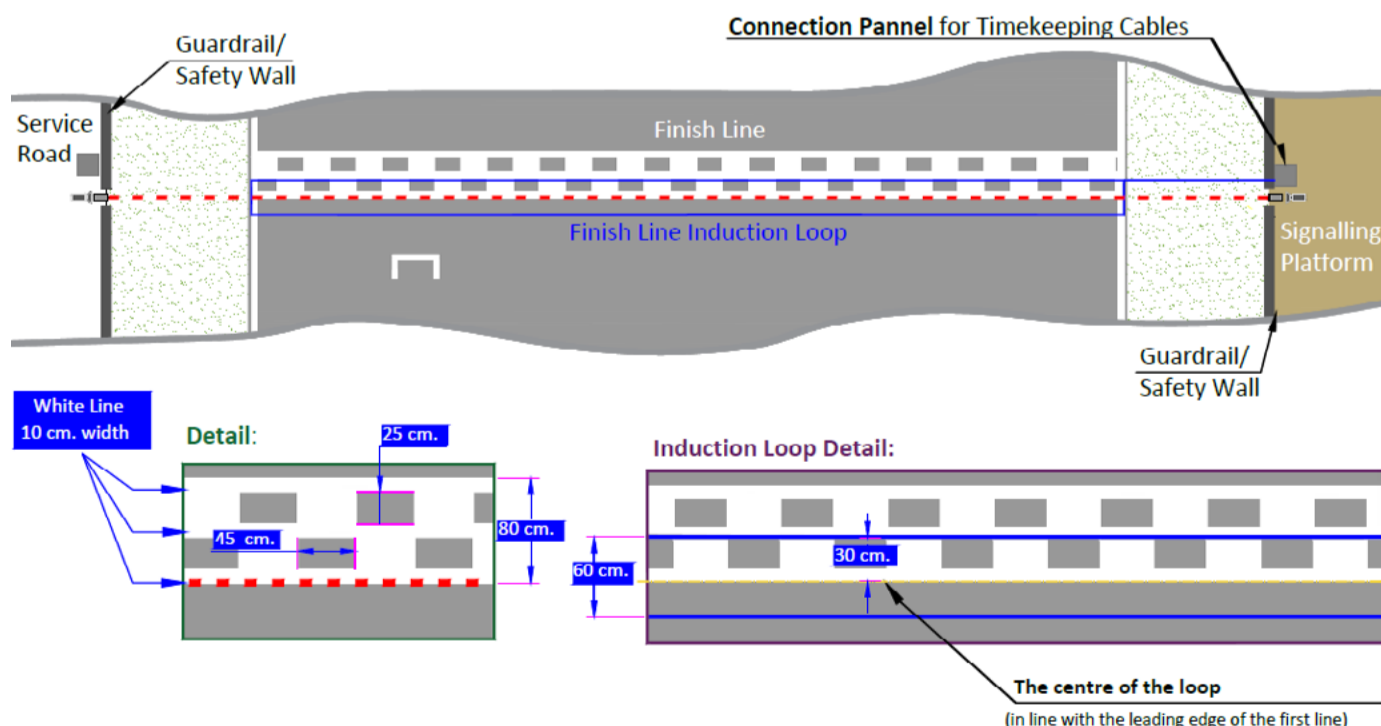 Connection Pannel for Timekeeping Cables
Guardrail/
Safety Wall
Service
Road
Finish Line
Finish Line Induction Loop
Signalling
Platform
Guardrail/
Safety Wall
White Line
10 cm. width
Detail:
25 cm.
45 cm.
80 cm.
Induction Loop Detail:
30 cm.
60 cm.
The centre of the loop
(in line with the leading edge of the first line)